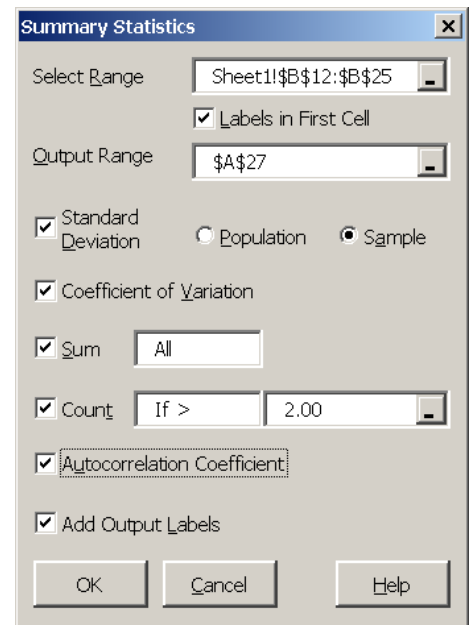 Summary Statistics
Select Range Sheet1!$B$12:$B$25
Labels in First Cell
Output Range $A$27
Standard Deviation Population Sample
Coefficient of Variation
Sum All
Count If > 2.00
Autocorrelation Coefficient
Add Output Labels
OK Cancel Help